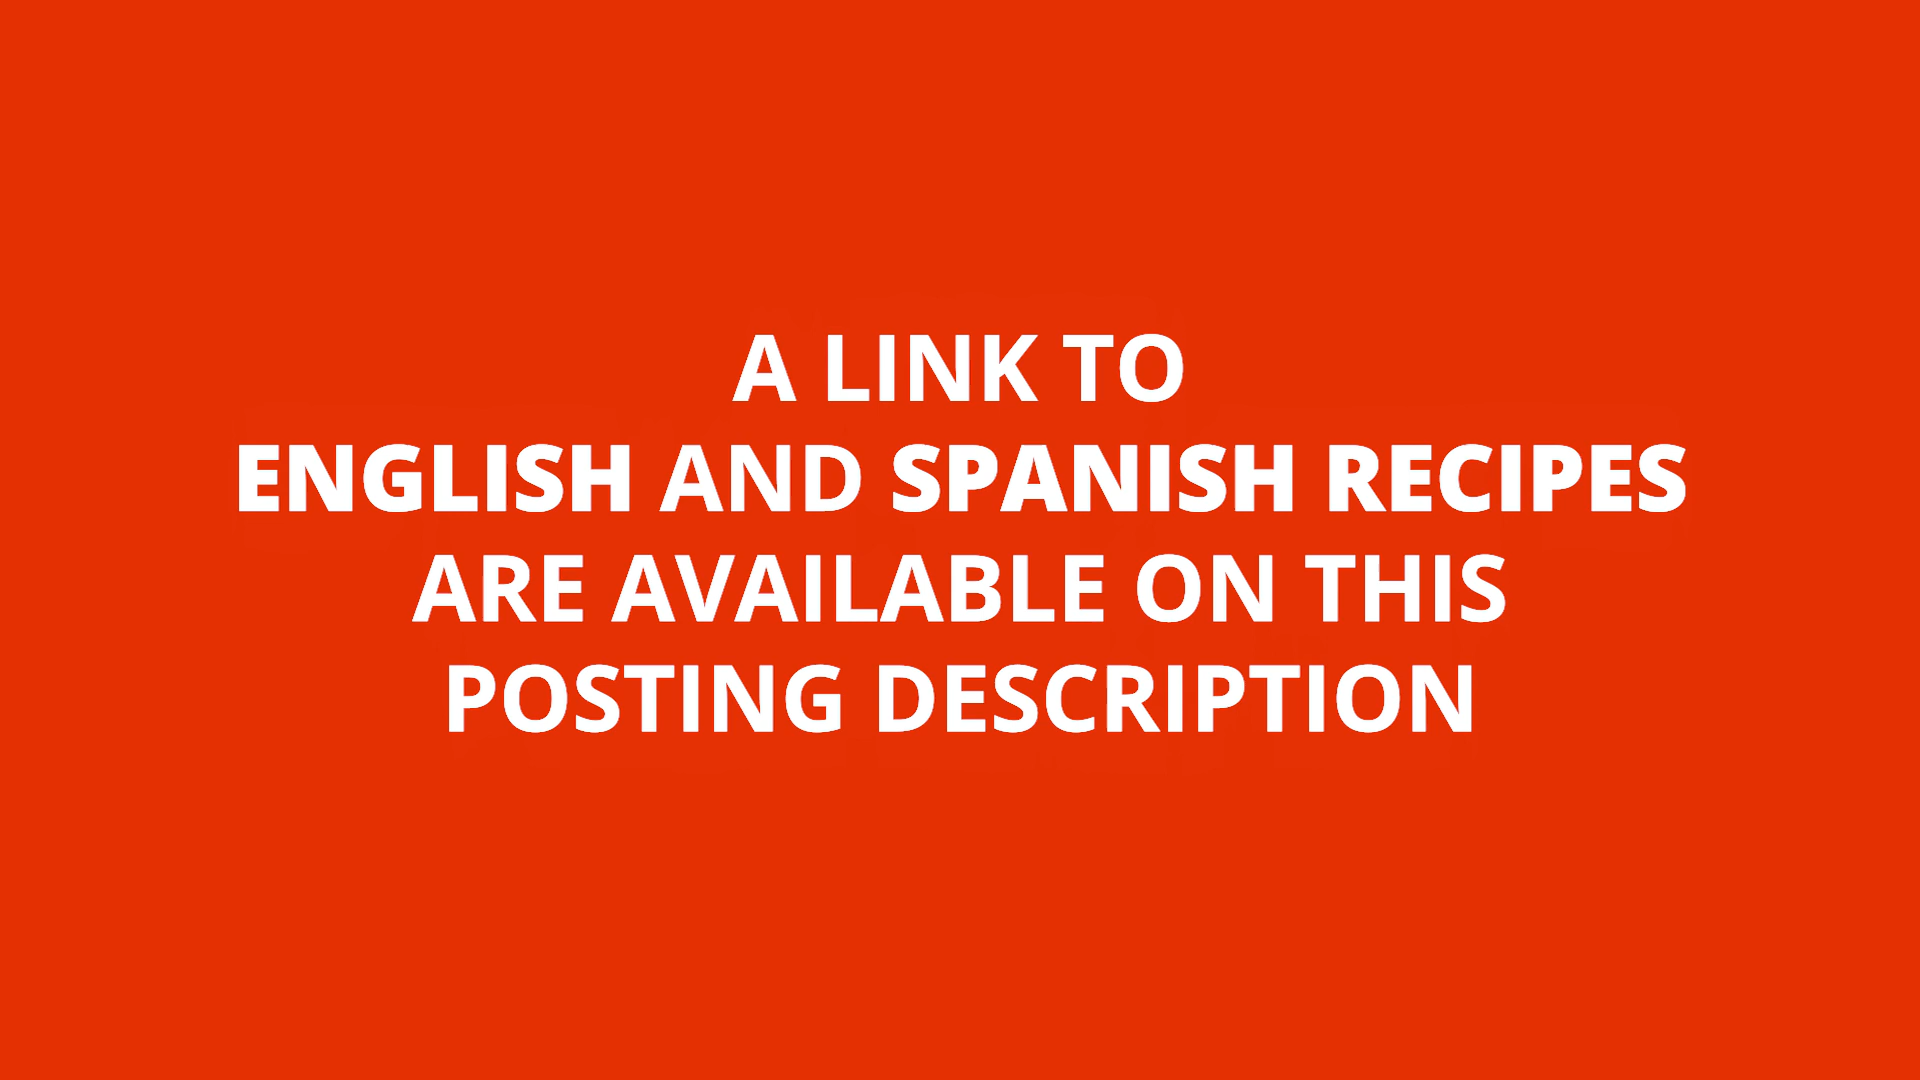 A LINK TO
ENGLISH AND SPANISH RECIPES
ARE AVAILABLE ON THIS
POSTING DESCRIPTION